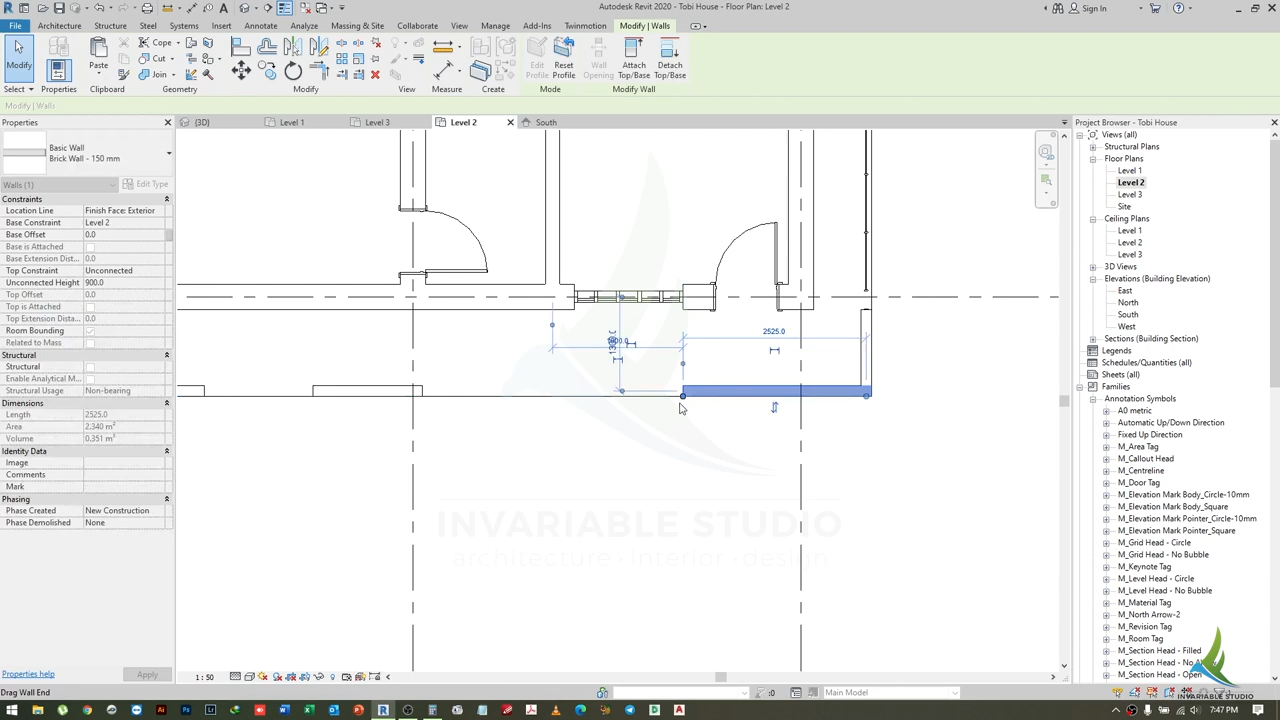 Autodesk Revit 2020 - Tobi House - Floor Plan: Level 2
Sign In
File Architecture Structure Steel Systems Insert Annotate Analyze Massing & Site Collaborate View Manage Add-Ins Twinmotion Modify | Walls
Modify
Properties
Paste
Cope
Cut
Join
Edit Profile
Reset Profile
Wall Opening
Attach Top/Base
Detach Top/Base
Select Properties Clipboard Geometry Modify View Measure Create Mode Modify Wall
Modify | Walls
Properties
(3D) Level 1 Level 3 Level 2 South
Project Browser - Tobi House
Basic Wall
Brick Wall - 150 mm
Walls (1) Edit Type
Constraints
Location Line Finish Face: Exterior
Base Constraint Level 2
Base Offset 0.0
Base is Attached
Base Extension Dist... 0.0
Top Constraint Unconnected
Unconnected Height 900.0
Top Offset 0.0
Top is Attached
Top Extension Dista... 0.0
Room Bounding
Related to Mass
Structural
Structural
Enable Analytical M...
Structural Usage Non-bearing
Dimensions
Length 2525.0
Area 2.340 m²
Volume 0.351 m³
Identity Data
Image
Comments
Mark
Phasing
Phase Created New Construction
Phase Demolished None
Properties help Apply
2525.0
INVARIABLE STUDIO
architecture · interior · design
Views (all)
Structural Plans
Floor Plans
Level 1
Level 2
Level 3
Site
Ceiling Plans
Level 1
Level 2
Level 3
3D Views
Elevations (Building Elevation)
East
North
South
West
Sections (Building Section)
Legends
Schedules/Quantities (all)
Sheets (all)
Families
Annotation Symbols
A0 metric
Automatic Up/Down Direction
Fixed Up Direction
M_Area Tag
M_Callout Head
M_Centreline
M_Door Tag
M_Elevation Mark Body_Circle-10mm
M_Elevation Mark Body_Square
M_Elevation Mark Pointer_Circle-10mm
M_Elevation Mark Pointer_Square
M_Grid Head - Circle
M_Grid Head - No Bubble
M_Keynote Tag
M_Level Head - Circle
M_Level Head - No Bubble
M_Material Tag
M_North Arrow-2
M_Revision Tag
M_Room Tag
M_Section Head - Filled
M_Section Head - No A
M_Section Head - Open
1 : 50
Drag Wall End
:0
Main Model
INVARIABLE STUDIO
7:47 PM